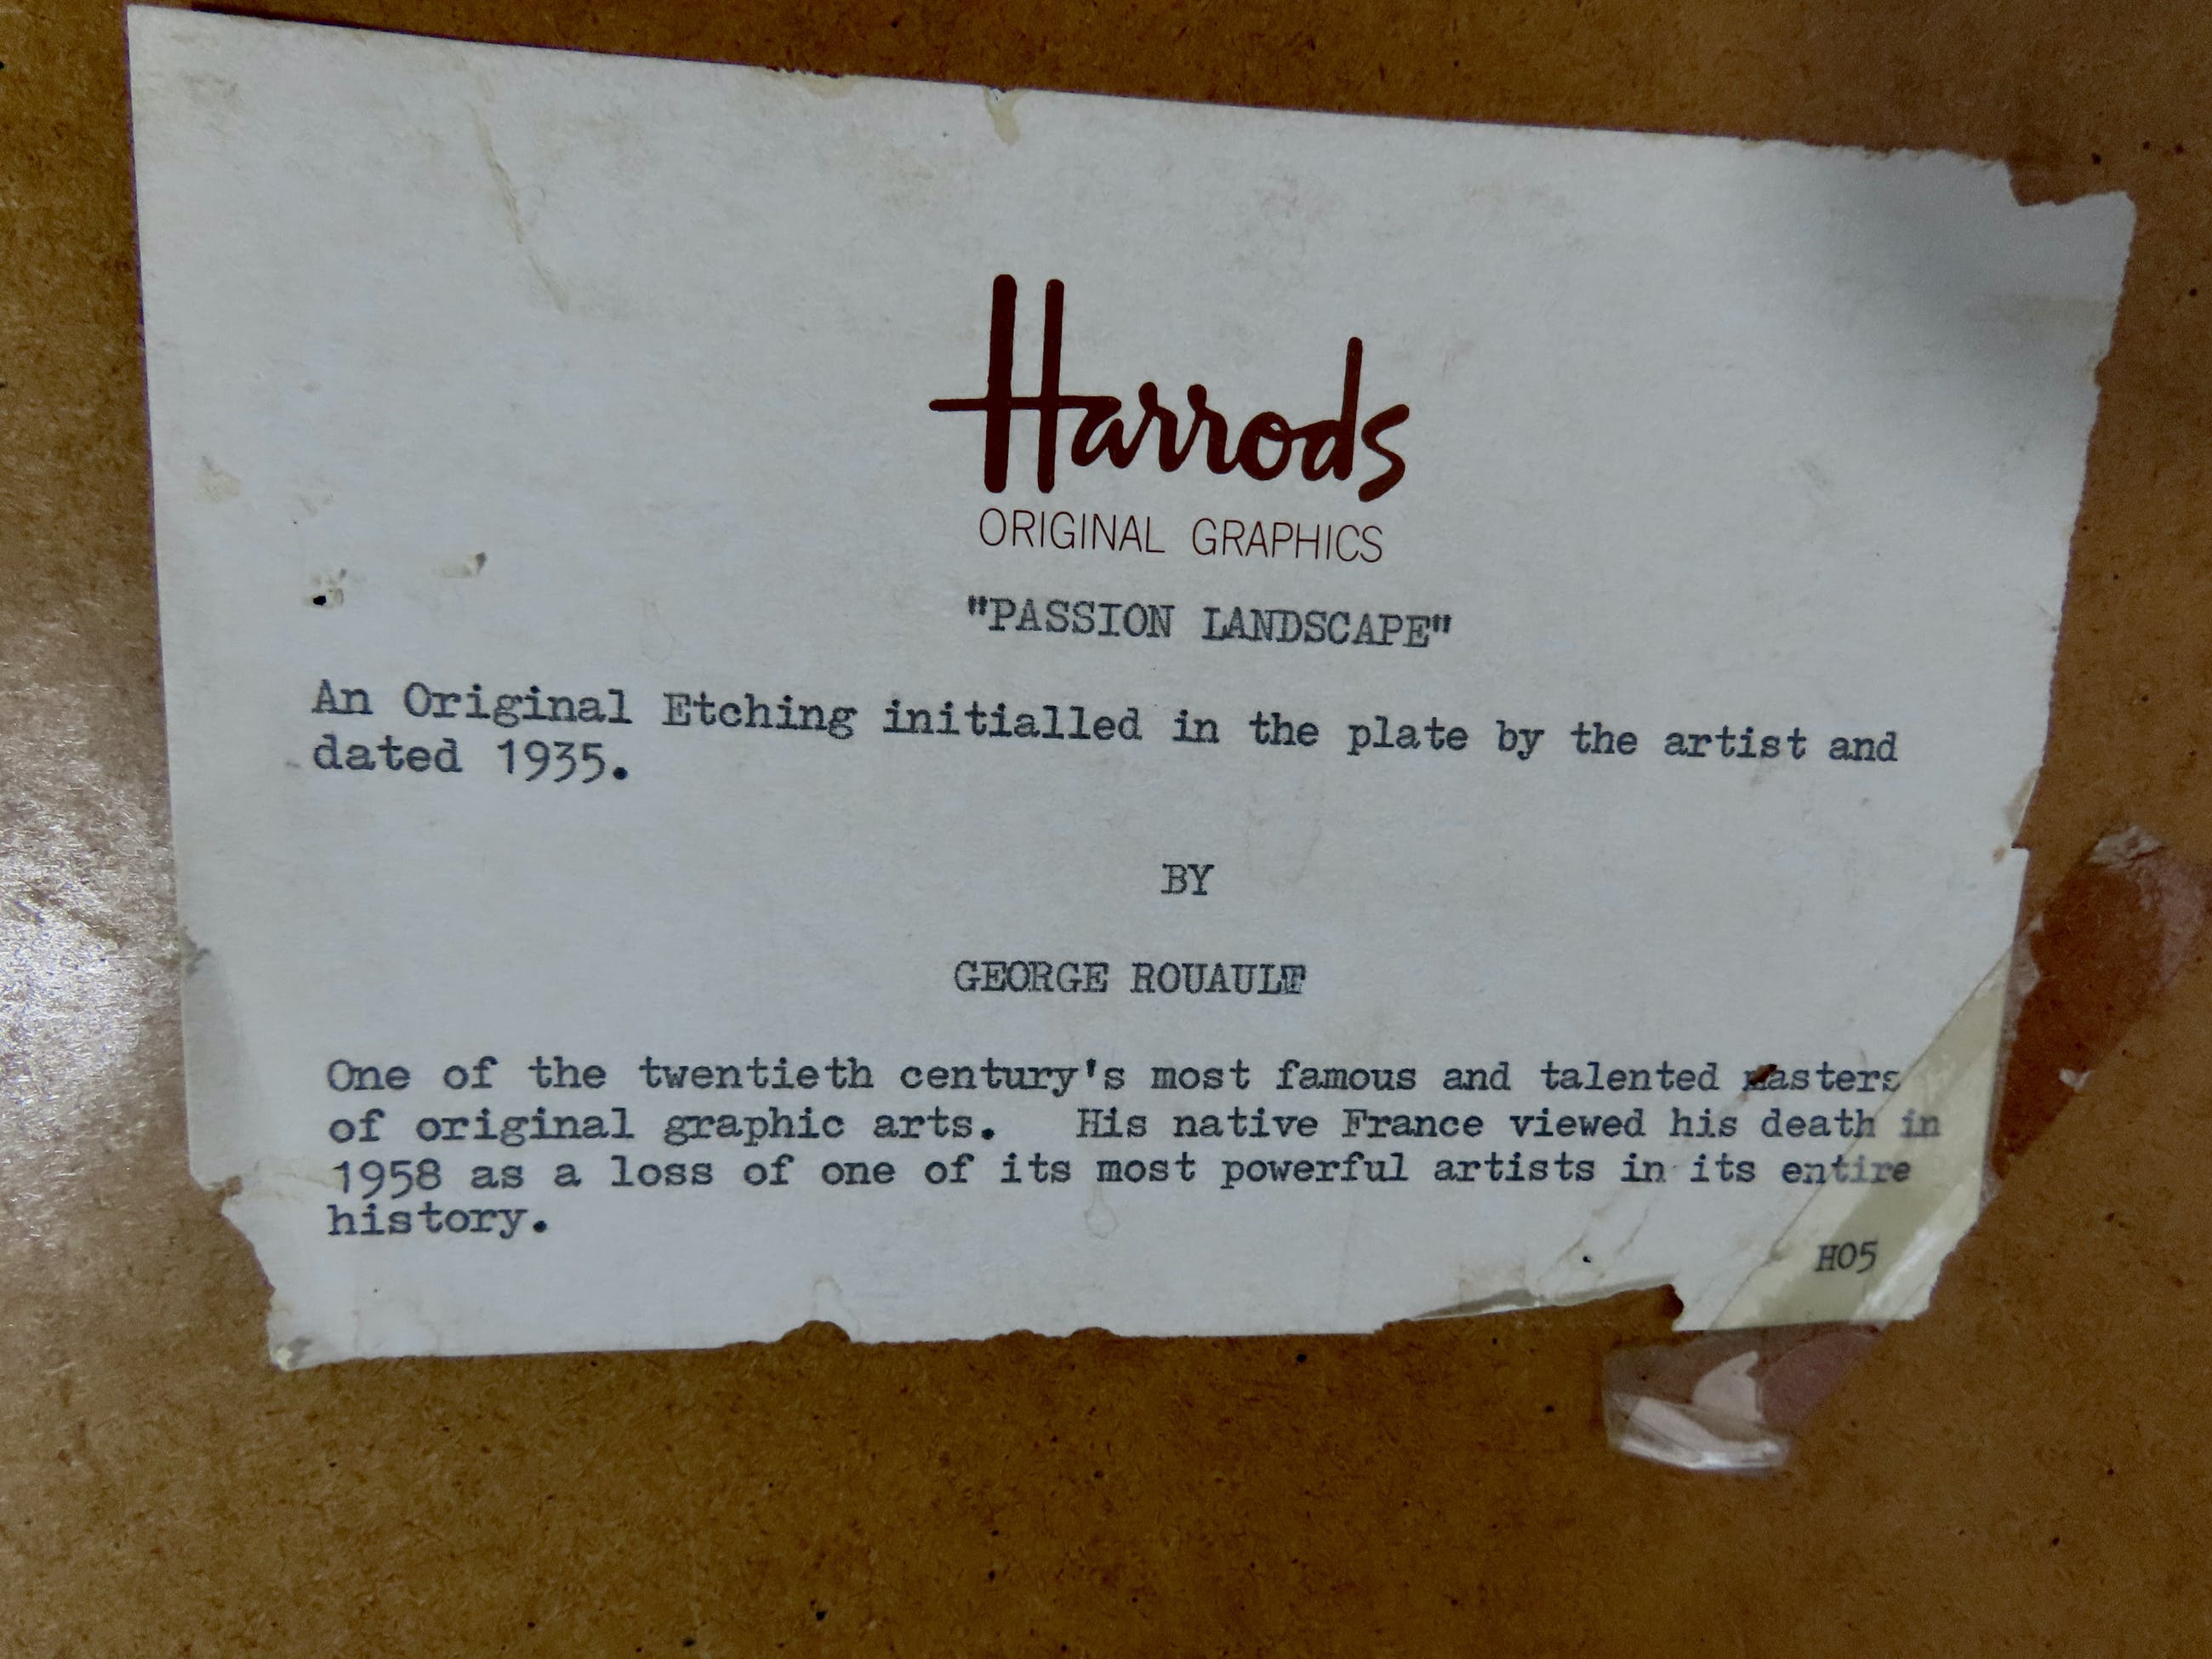 Harrods
ORIGINAL GRAPHICS
"PASSION LANDSCAPE"
An Original Etching initialled in the plate by the artist and
dated 1935.
BY
GEORGE ROUAULT
One of the twentieth century's most famous and talented masters
of original graphic arts. His native France viewed his death in
1958 as a loss of one of its most powerful artists in its entire
history.
HO5